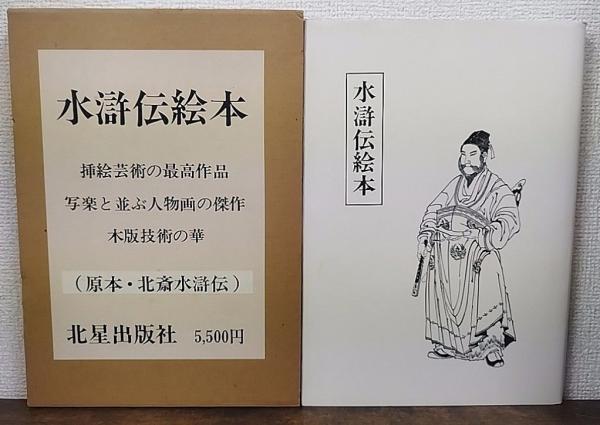 水滸伝絵本
挿絵芸術の最高作品
写楽と並ぶ人物画の傑作
木版技術の華
（原本・北斎水滸伝）
北星出版社 5,500円
水滸伝絵本